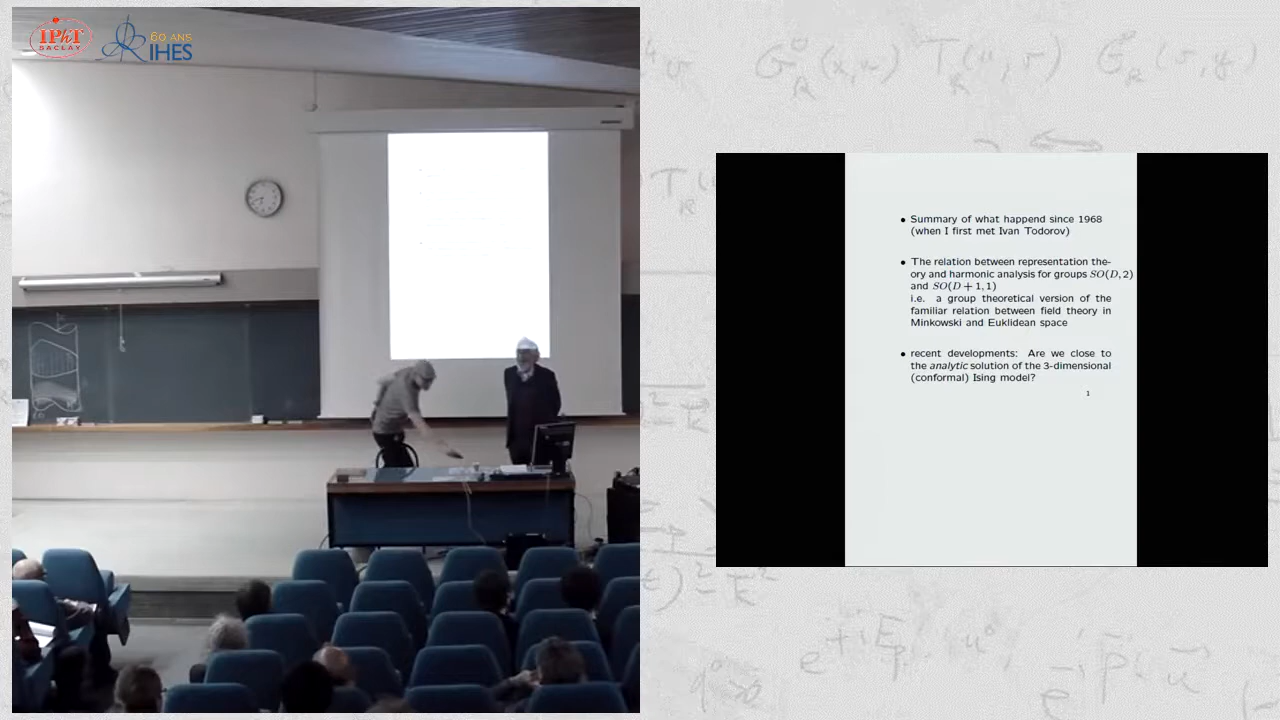 IPhT
SACLAY
60 ANS
IHES
• Summary of what happend since 1968
(when I first met Ivan Todorov)
• The relation between representation the-
ory and harmonic analysis for groups SO(D, 2)
and SO(D + 1, 1)
i.e. a group theoretical version of the
familiar relation between field theory in
Minkowski and Euklidean space
• recent developments: Are we close to
the analytic solution of the 3-dimensional
(conformal) Ising model?
1